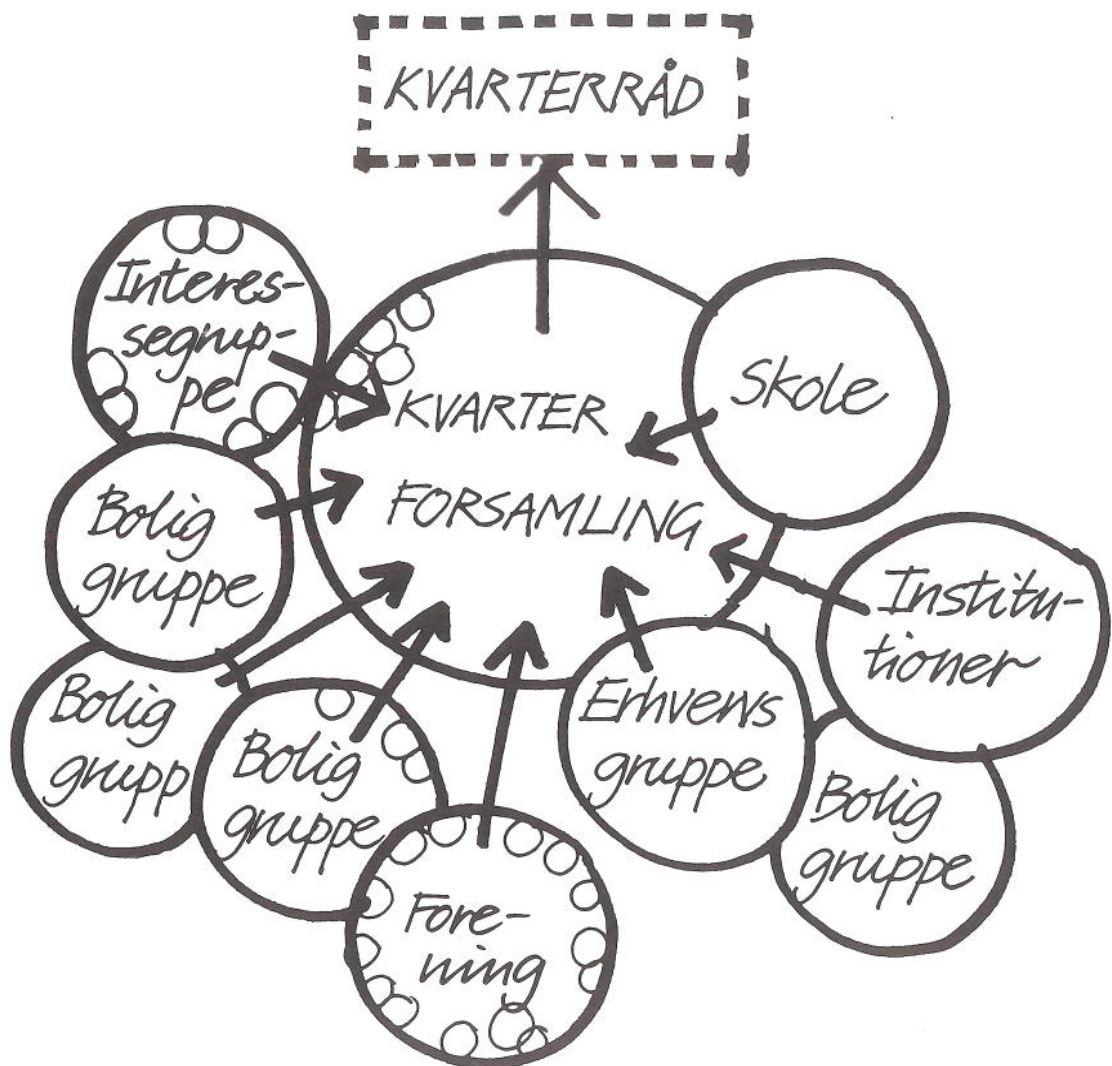 KVARTERRÅD
Interes-
segrup-
pe
KVARTER
FORSAMLING
Skole
Bolig
gruppe
Institu-
tioner
Bolig
grupp
Bolig
gruppe
Erhvervs
gruppe
Bolig
gruppe
Fore-
ning